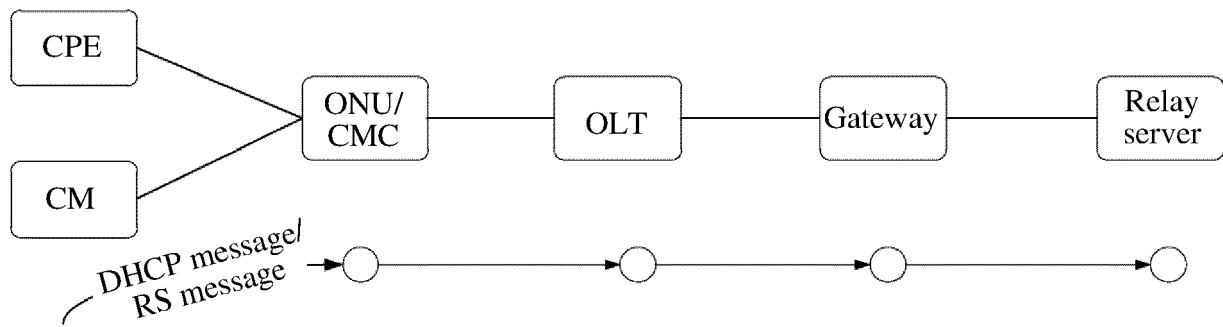 CPE
CM
ONU/
CMC
OLT
Gateway
Relay
server
DHCP message/
RS message